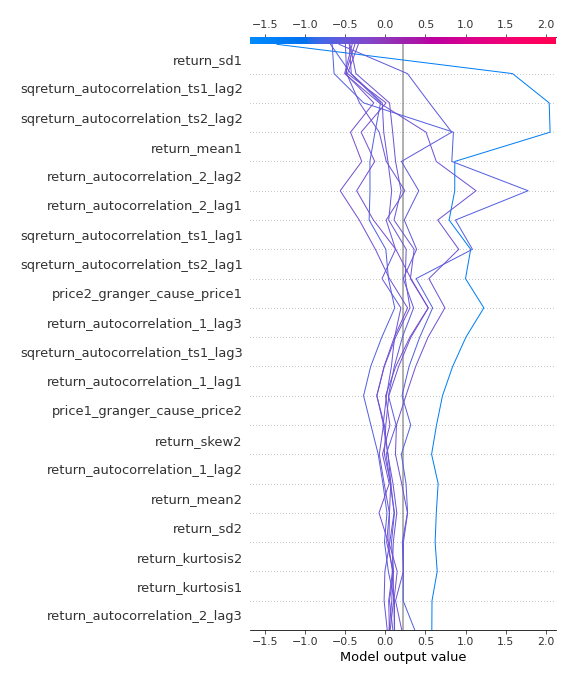 −1.5 −1.0 −0.5 0.0 0.5 1.0 1.5 2.0
return_sd1
sqreturn_autocorrelation_ts1_lag2
sqreturn_autocorrelation_ts2_lag2
return_mean1
return_autocorrelation_2_lag2
return_autocorrelation_2_lag1
sqreturn_autocorrelation_ts1_lag1
sqreturn_autocorrelation_ts2_lag1
price2_granger_cause_price1
return_autocorrelation_1_lag3
sqreturn_autocorrelation_ts1_lag3
return_autocorrelation_1_lag1
price1_granger_cause_price2
return_skew2
return_autocorrelation_1_lag2
return_mean2
return_sd2
return_kurtosis2
return_kurtosis1
return_autocorrelation_2_lag3
−1.5 −1.0 −0.5 0.0 0.5 1.0 1.5 2.0
Model output value